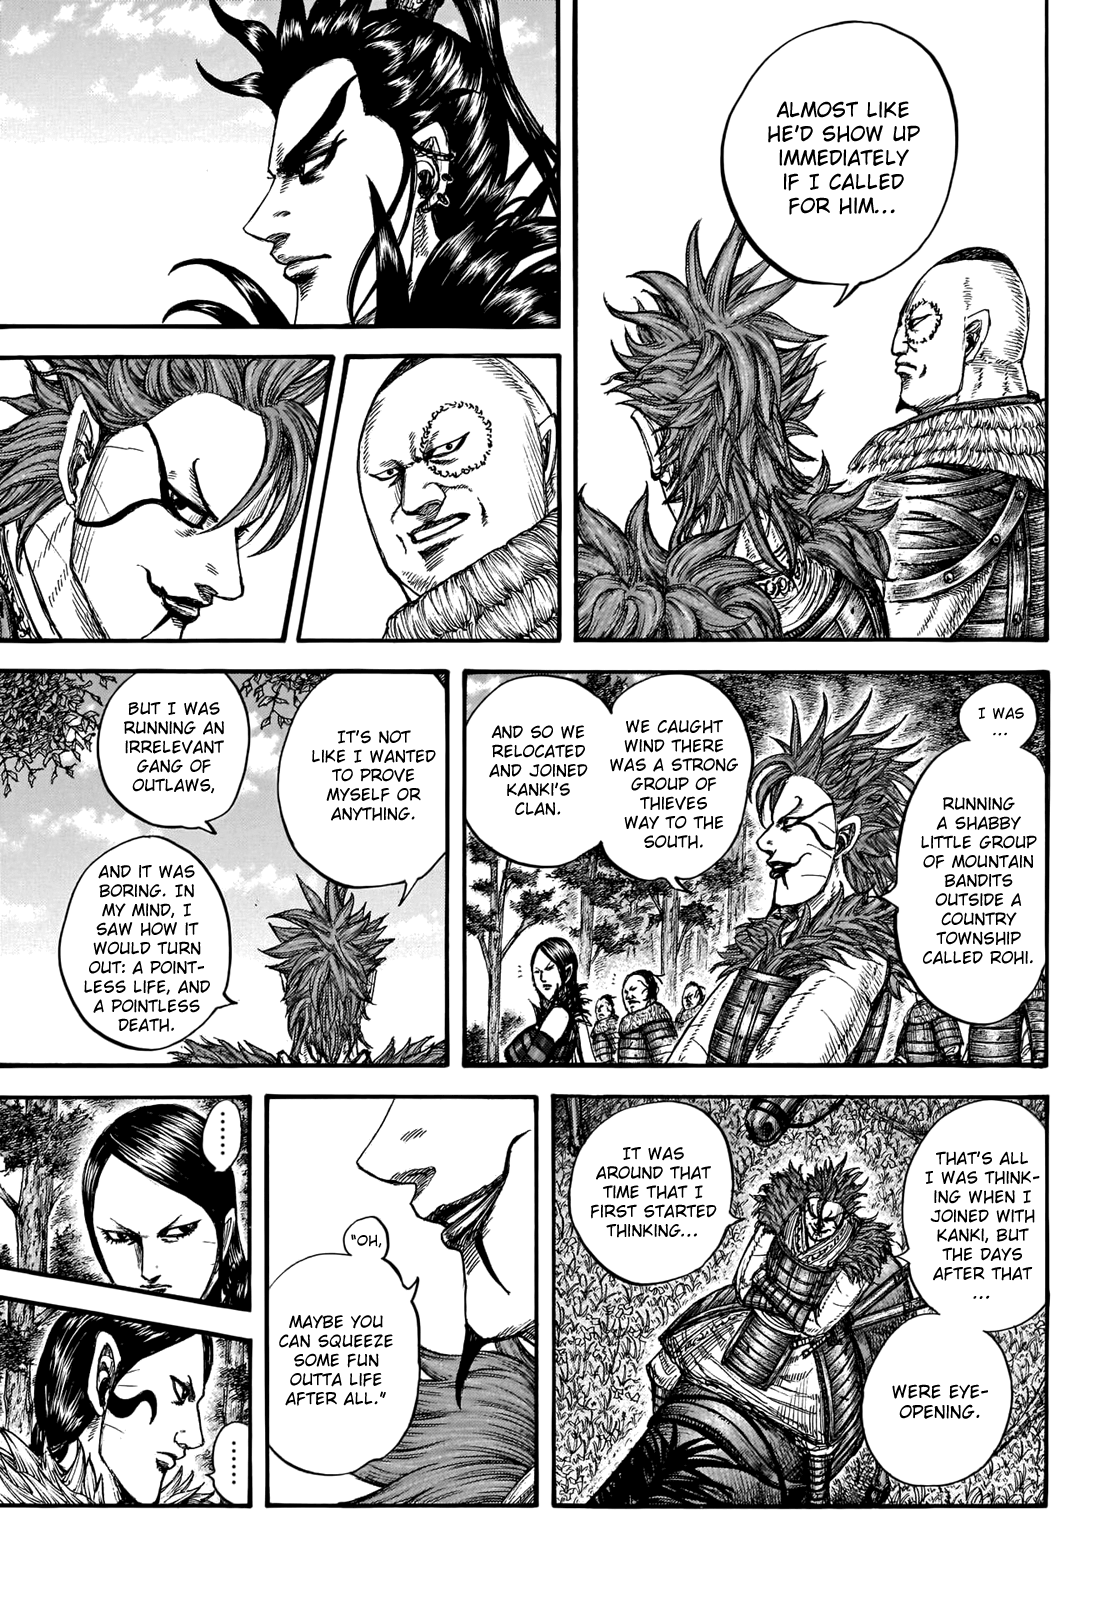 ALMOST LIKE
HE'D SHOW UP
IMMEDIATELY
IF I CALLED
FOR HIM...
I WAS
...
RUNNING
A SHABBY
LITTLE GROUP
OF MOUNTAIN
BANDITS
OUTSIDE A
COUNTRY
TOWNSHIP
CALLED ROHI.
WE CAUGHT
WIND THERE
WAS A STRONG
GROUP OF
THIEVES
WAY TO THE
SOUTH.
AND SO WE
RELOCATED
AND JOINED
KANKI'S
CLAN.
IT'S NOT
LIKE I WANTED
TO PROVE
MYSELF OR
ANYTHING.
BUT I WAS
RUNNING AN
IRRELEVANT
GANG OF
OUTLAWS,
AND IT WAS
BORING. IN
MY MIND, I
SAW HOW IT
WOULD TURN
OUT: A POINT-
LESS LIFE, AND
A POINTLESS
DEATH.
THAT'S ALL
I WAS THINK-
ING WHEN I
JOINED WITH
KANKI, BUT
THE DAYS
AFTER THAT
...
WERE EYE-
OPENING.
IT WAS
AROUND THAT
TIME THAT I
FIRST STARTED
THINKING...
"OH,
MAYBE YOU
CAN SQUEEZE
SOME FUN
OUTTA LIFE
AFTER ALL."
......
......